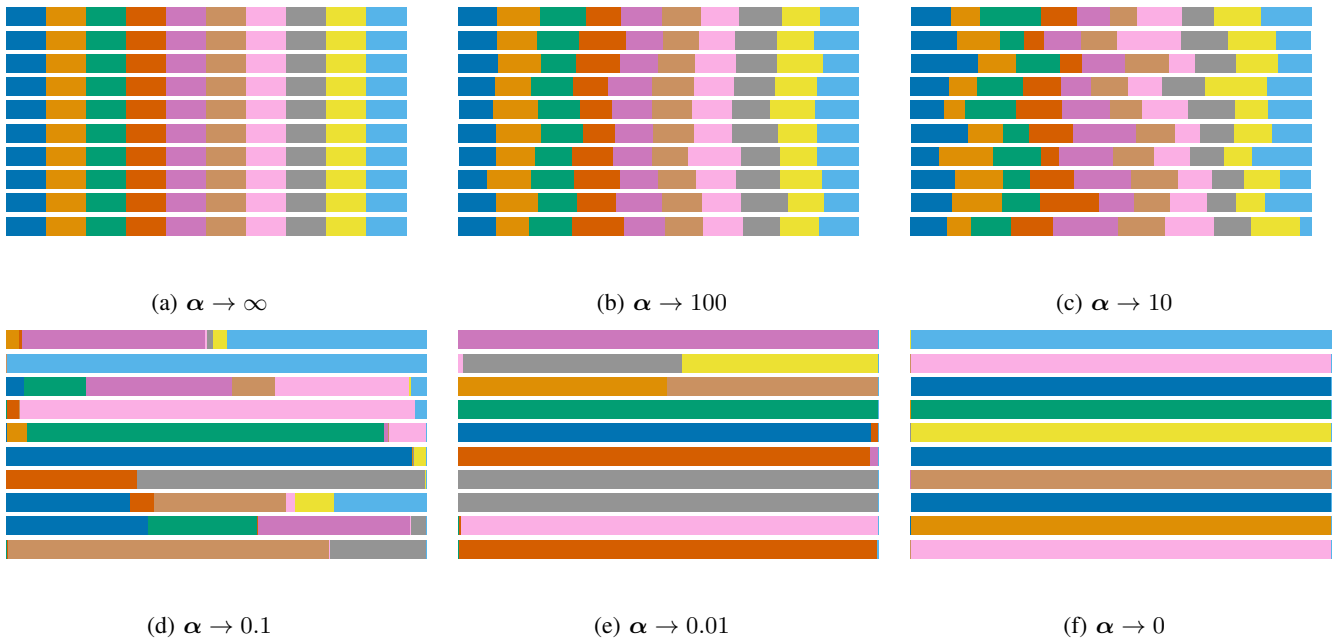 (a) α → ∞
(b) α → 100
(c) α → 10
(d) α → 0.1
(e) α → 0.01
(f) α → 0